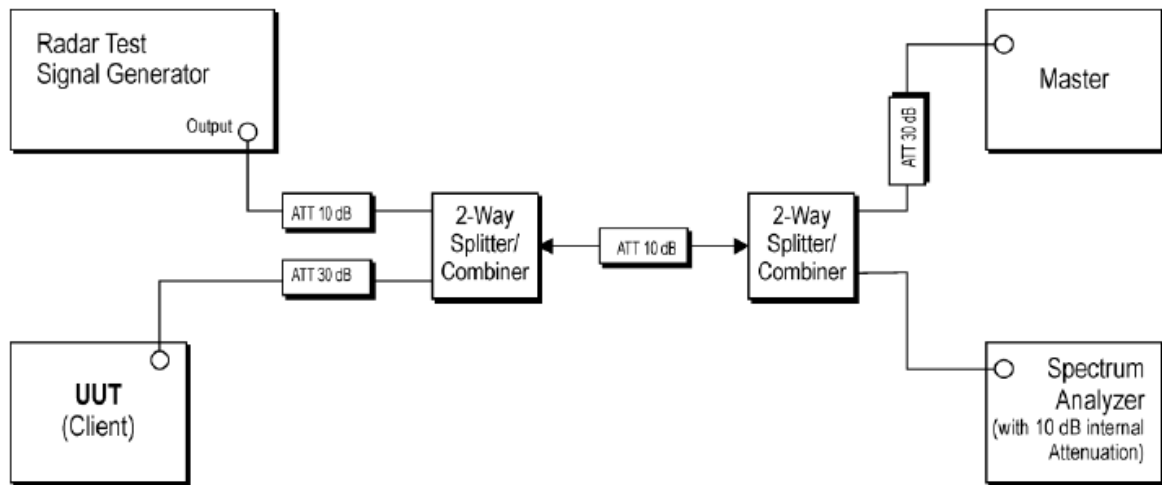 Radar Test
Signal Generator
Output
ATT 10 dB
ATT 30 dB
UUT
(Client)
2-Way
Splitter/
Combiner
ATT 10 dB
2-Way
Splitter/
Combiner
ATT 30 dB
Master
Spectrum
Analyzer
(with 10 dB internal
Attenuation)